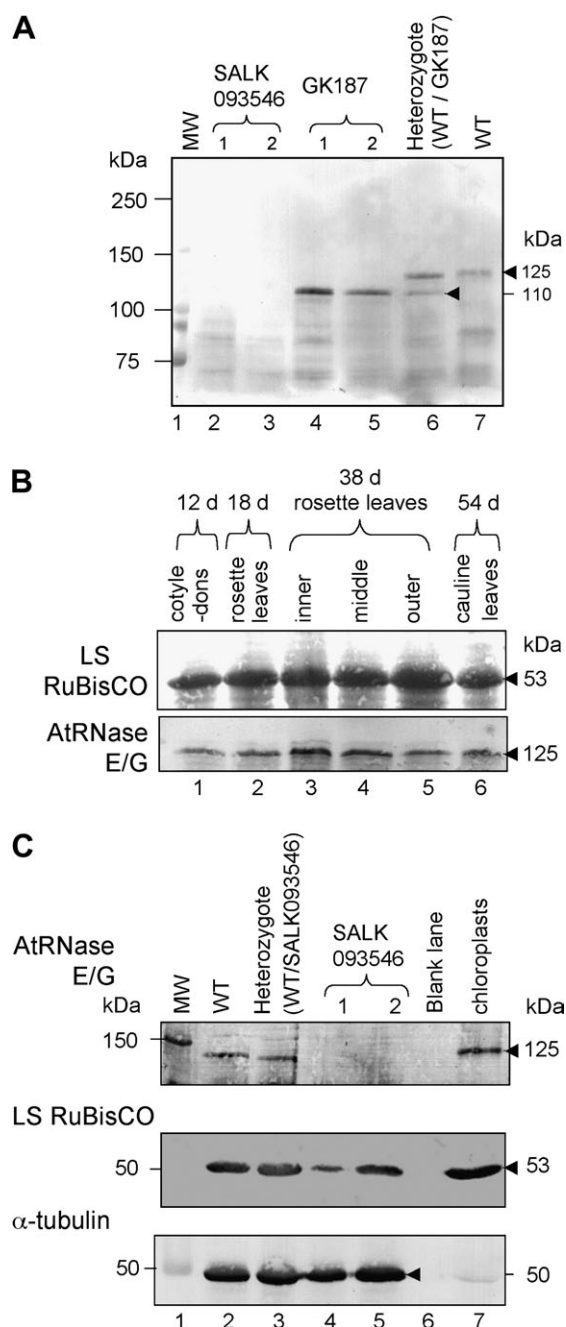 A
MW
SALK
093546
1 2
GK187
1 2
Heterozygote
(WT / GK187)
WT
kDa
250
150
100
75
kDa
125
110
1 2 3 4 5 6 7
B
12 d
18 d
38 d
rosette leaves
54 d
cotyle
-dons
rosette
leaves
inner
middle
outer
cauline
leaves
LS
RuBisCO
kDa
53
AtRNase
E/G
125
1 2 3 4 5 6
C
AtRNase
E/G
kDa
MW
WT
Heterozygote
(WT/SALK093546)
SALK
093546
1 2
Blank lane
chloroplasts
kDa
150
125
LS RuBisCO
50
53
α-tubulin
50
50
1 2 3 4 5 6 7